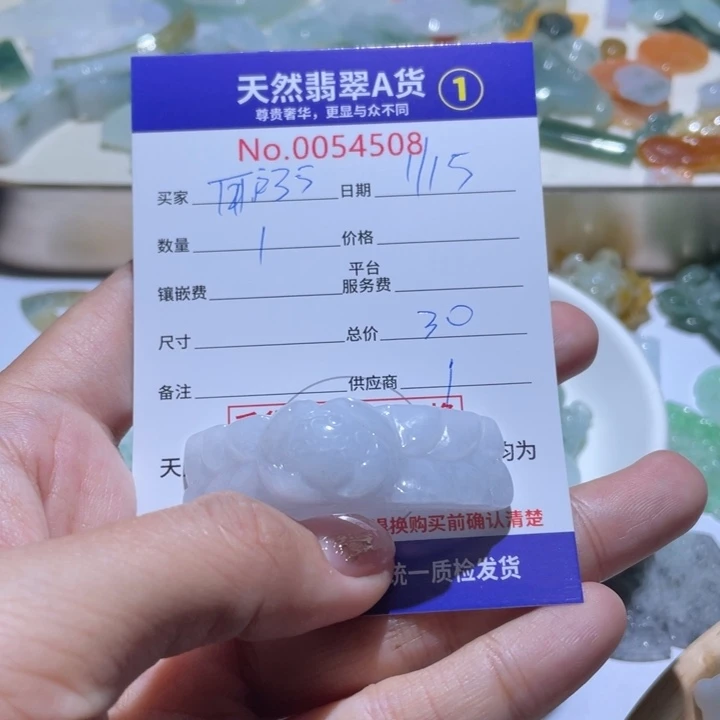 天然翡翠A货 1
尊贵奢华，更显与众不同
No.0054508
买家 35 日期 1/15
数量 1 价格
镶嵌费 平台服务费
尺寸 总价 30
备注 供应商 1
天 均为
退换购买前确认清楚
统一质检发货